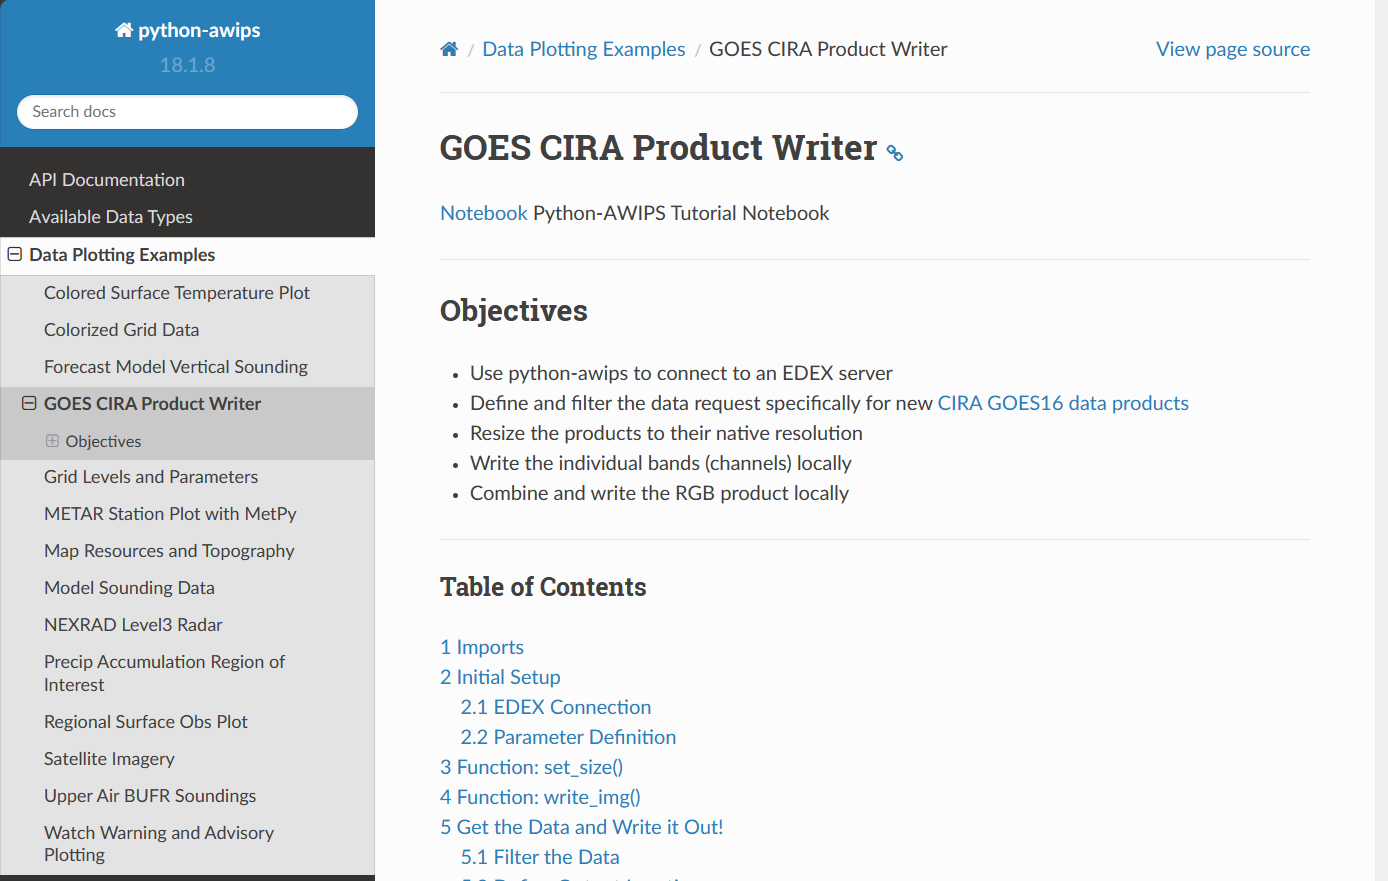 python-awips
18.1.8
Search docs
API Documentation
Available Data Types
Data Plotting Examples
Colored Surface Temperature Plot
Colorized Grid Data
Forecast Model Vertical Sounding
GOES CIRA Product Writer
Objectives
Grid Levels and Parameters
METAR Station Plot with MetPy
Map Resources and Topography
Model Sounding Data
NEXRAD Level3 Radar
Precip Accumulation Region of
Interest
Regional Surface Obs Plot
Satellite Imagery
Upper Air BUFR Soundings
Watch Warning and Advisory
Plotting
/ Data Plotting Examples / GOES CIRA Product Writer
View page source
GOES CIRA Product Writer
Notebook Python-AWIPS Tutorial Notebook
Objectives
• Use python-awips to connect to an EDEX server
• Define and filter the data request specifically for new CIRA GOES16 data products
• Resize the products to their native resolution
• Write the individual bands (channels) locally
• Combine and write the RGB product locally
Table of Contents
1 Imports
2 Initial Setup
2.1 EDEX Connection
2.2 Parameter Definition
3 Function: set_size()
4 Function: write_img()
5 Get the Data and Write it Out!
5.1 Filter the Data